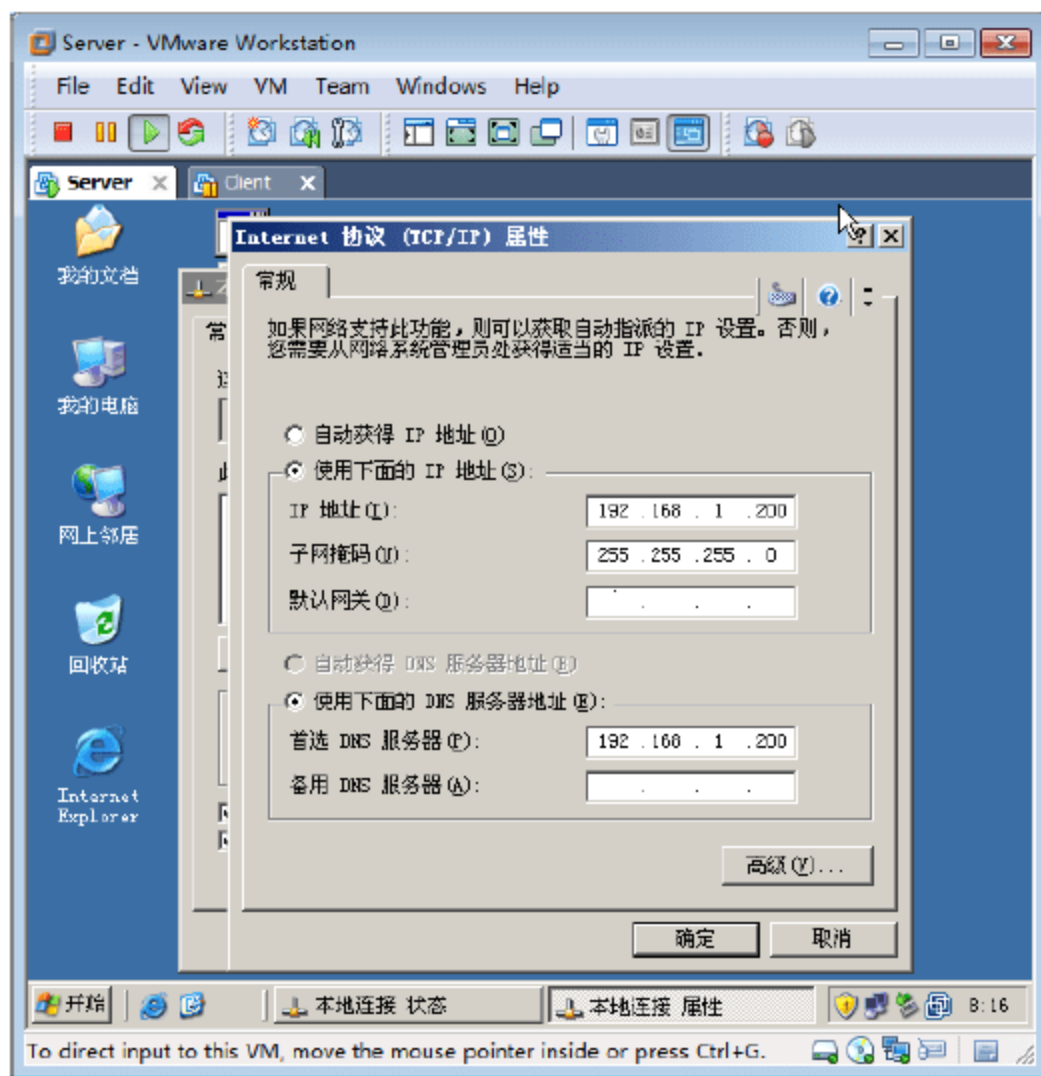 Server - VMware Workstation
File Edit View VM Team Windows Help
Server Client
我的文档
我的电脑
网上邻居
回收站
Internet
Explorer
Internet 协议 (TCP/IP) 属性
常规
如果网络支持此功能,则可以获取自动指派的 IP 设置。否则,
您需要从网络系统管理员处获得适当的 IP 设置。
自动获得 IP 地址(O)
使用下面的 IP 地址(S):
IP 地址(I): 192 .168 . 1 .200
子网掩码(U): 255 .255 .255 . 0
默认网关(D): . . .
自动获得 DNS 服务器地址(B)
使用下面的 DNS 服务器地址(E):
首选 DNS 服务器(P): 192 .168 . 1 .200
备用 DNS 服务器(A): . . .
高级(V)...
确定 取消
常
开始 本地连接 状态 本地连接 属性 8:16
To direct input to this VM, move the mouse pointer inside or press Ctrl+G.